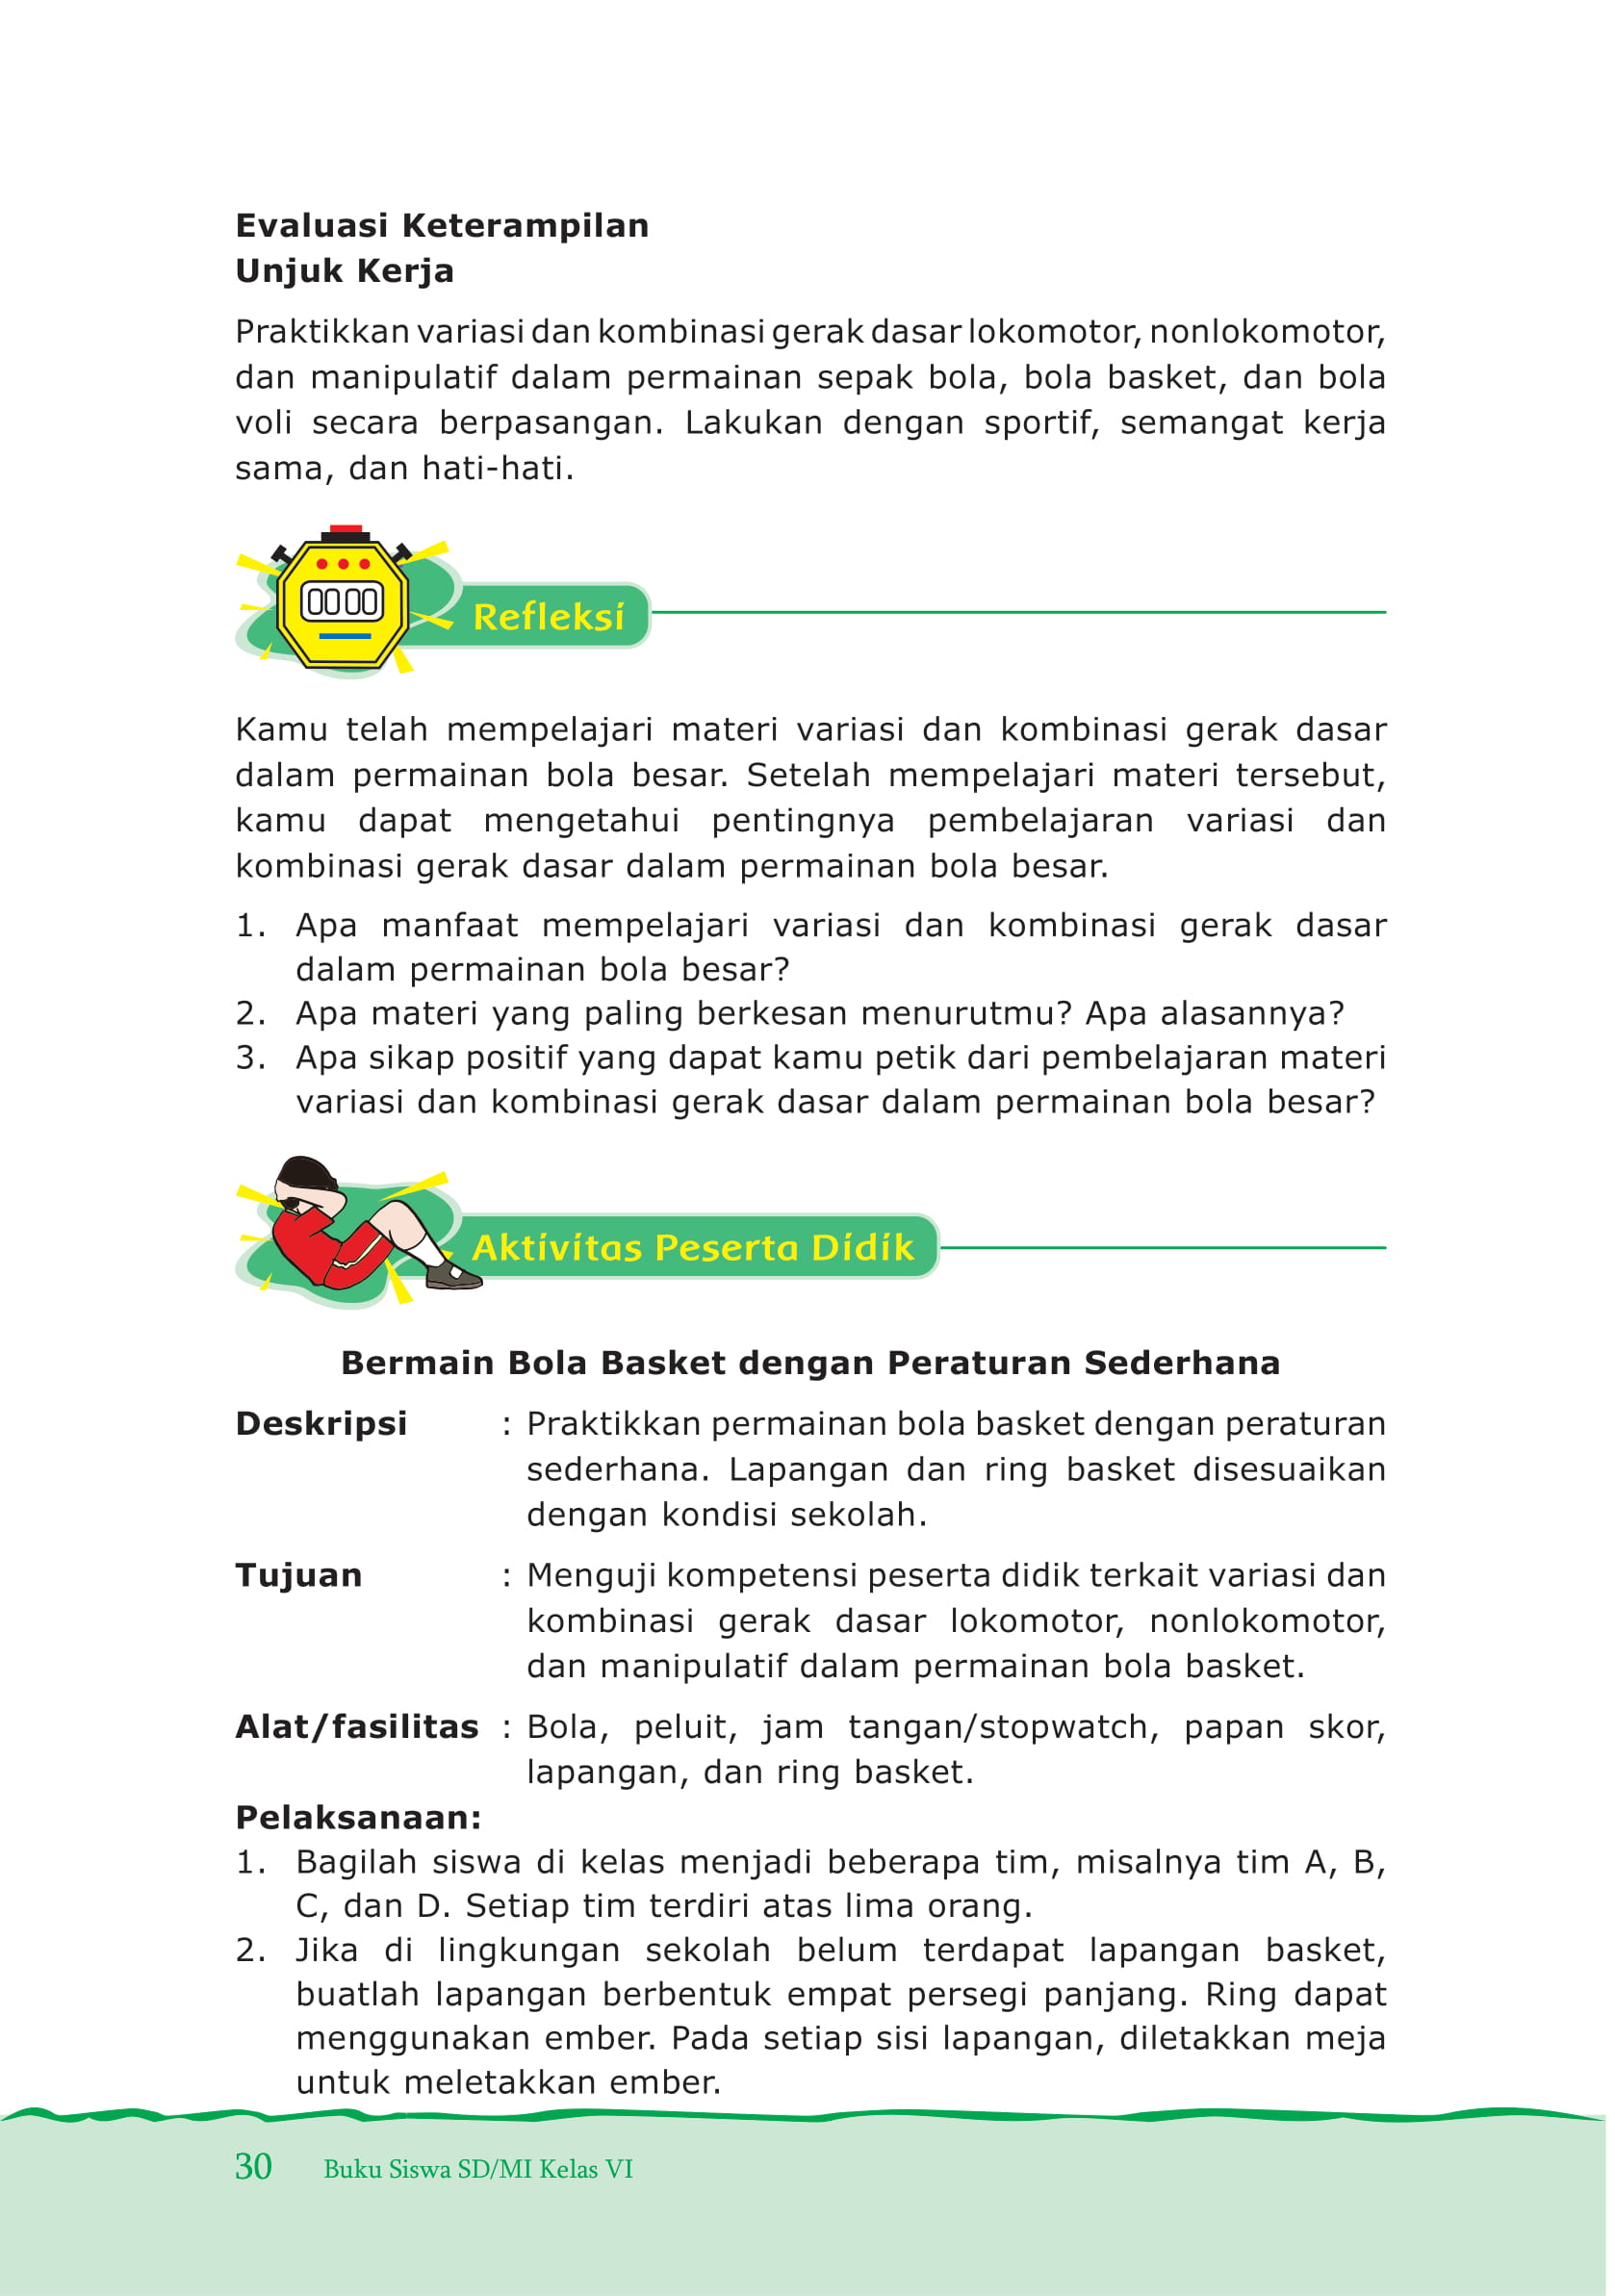 Evaluasi Keterampilan
Unjuk Kerja
Praktikkan variasi dan kombinasi gerak dasar lokomotor, nonlokomotor,
dan manipulatif dalam permainan sepak bola, bola basket, dan bola
voli secara berpasangan. Lakukan dengan sportif, semangat kerja
sama, dan hati-hati.
00 00
Refleksi
Kamu telah mempelajari materi variasi dan kombinasi gerak dasar
dalam permainan bola besar. Setelah mempelajari materi tersebut,
kamu dapat mengetahui pentingnya pembelajaran variasi dan
kombinasi gerak dasar dalam permainan bola besar.
1. Apa manfaat mempelajari variasi dan kombinasi gerak dasar
dalam permainan bola besar?
2. Apa materi yang paling berkesan menurutmu? Apa alasannya?
3. Apa sikap positif yang dapat kamu petik dari pembelajaran materi
variasi dan kombinasi gerak dasar dalam permainan bola besar?
Aktivitas Peserta Didik
Bermain Bola Basket dengan Peraturan Sederhana
Deskripsi : Praktikkan permainan bola basket dengan peraturan
sederhana. Lapangan dan ring basket disesuaikan
dengan kondisi sekolah.
Tujuan : Menguji kompetensi peserta didik terkait variasi dan
kombinasi gerak dasar lokomotor, nonlokomotor,
dan manipulatif dalam permainan bola basket.
Alat/fasilitas : Bola, peluit, jam tangan/stopwatch, papan skor,
lapangan, dan ring basket.
Pelaksanaan:
1. Bagilah siswa di kelas menjadi beberapa tim, misalnya tim A, B,
C, dan D. Setiap tim terdiri atas lima orang.
2. Jika di lingkungan sekolah belum terdapat lapangan basket,
buatlah lapangan berbentuk empat persegi panjang. Ring dapat
menggunakan ember. Pada setiap sisi lapangan, diletakkan meja
untuk meletakkan ember.
30 Buku Siswa SD/MI Kelas VI